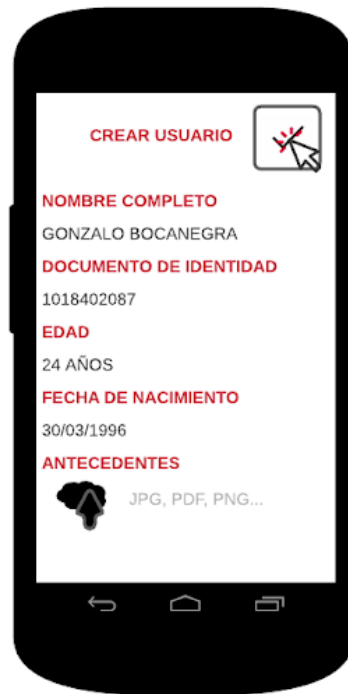 CREAR USUARIO
NOMBRE COMPLETO
GONZALO BOCANEGRA
DOCUMENTO DE IDENTIDAD
1018402087
EDAD
24 AÑOS
FECHA DE NACIMIENTO
30/03/1996
ANTECEDENTES
JPG, PDF, PNG...